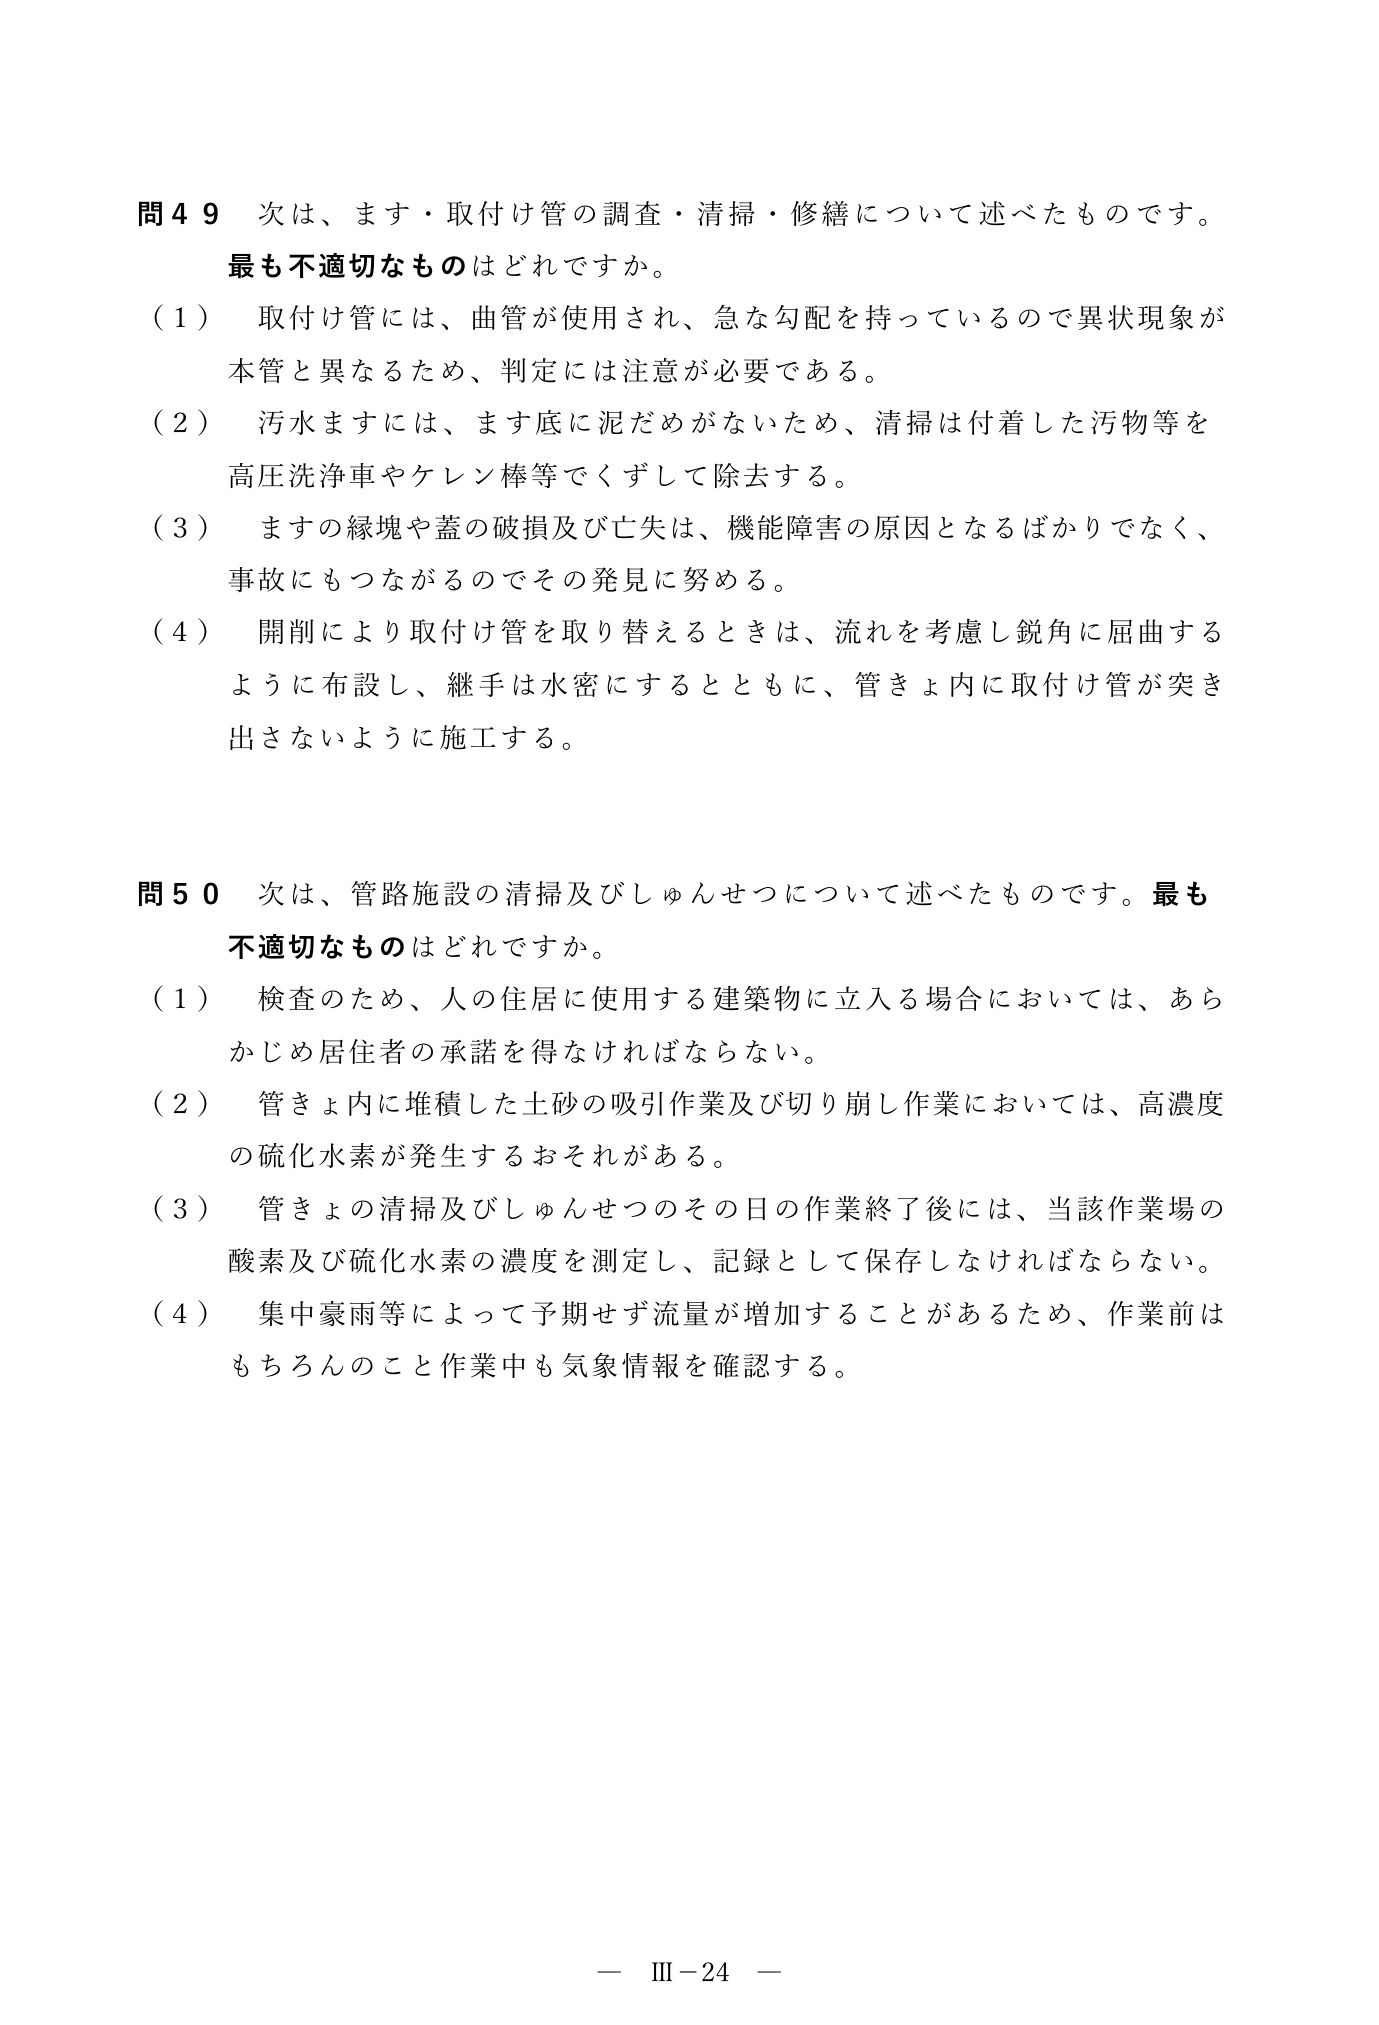 問49　次は、ます・取付け管の調査・清掃・修繕について述べたものです。
最も不適切なものはどれですか。
（1）　取付け管には、曲管が使用され、急な勾配を持っているので異状現象が
本管と異なるため、判定には注意が必要である。
（2）　汚水ますには、ます底に泥だめがないため、清掃は付着した汚物等を
高圧洗浄車やケレン棒等でくずして除去する。
（3）　ますの縁塊や蓋の破損及び亡失は、機能障害の原因となるばかりでなく、
事故にもつながるのでその発見に努める。
（4）　開削により取付け管を取り替えるときは、流れを考慮し鋭角に屈曲する
ように布設し、継手は水密にするとともに、管きょ内に取付け管が突き
出さないように施工する。
問50　次は、管路施設の清掃及びしゅんせつについて述べたものです。最も
不適切なものはどれですか。
（1）　検査のため、人の住居に使用する建築物に立入る場合においては、あら
かじめ居住者の承諾を得なければならない。
（2）　管きょ内に堆積した土砂の吸引作業及び切り崩し作業においては、高濃度
の硫化水素が発生するおそれがある。
（3）　管きょの清掃及びしゅんせつのその日の作業終了後には、当該作業場の
酸素及び硫化水素の濃度を測定し、記録として保存しなければならない。
（4）　集中豪雨等によって予期せず流量が増加することがあるため、作業前は
もちろんのこと作業中も気象情報を確認する。
―　Ⅲ－24　―